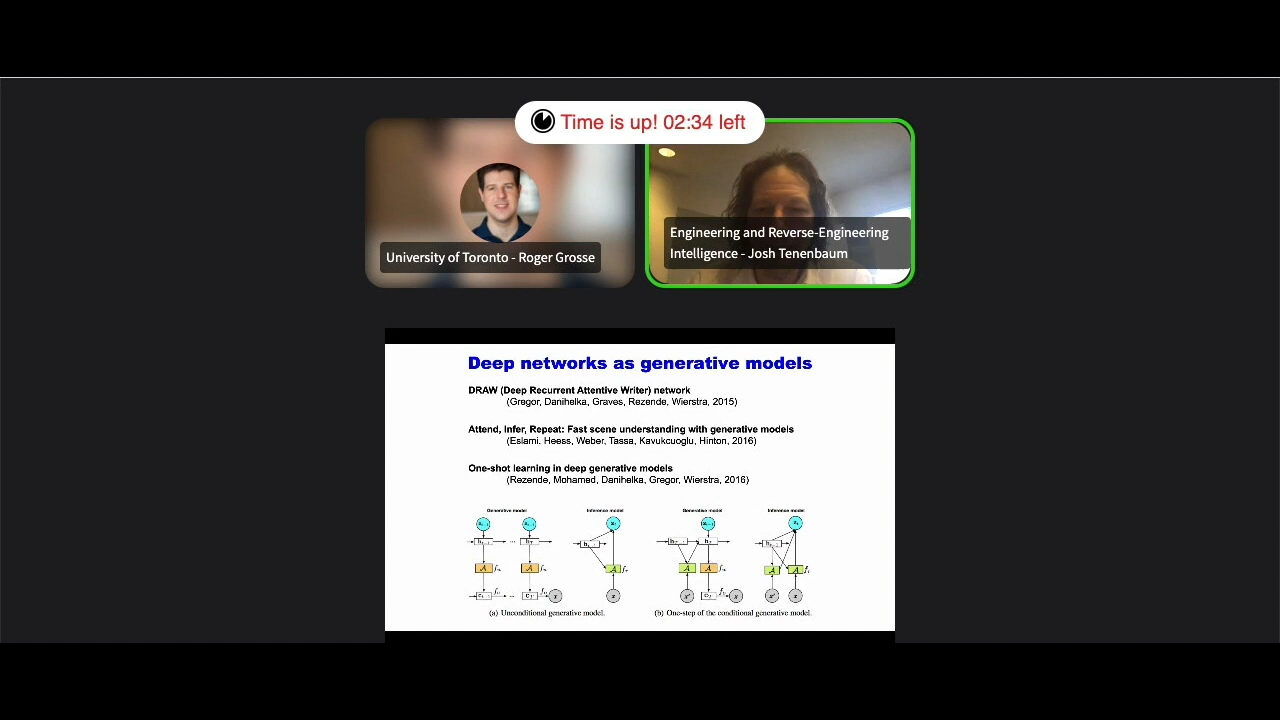 Time is up! 02:34 left
University of Toronto - Roger Grosse
Engineering and Reverse-Engineering
Intelligence - Josh Tenenbaum
Deep networks as generative models
DRAW (Deep Recurrent Attentive Writer) network
(Gregor, Danihelka, Graves, Rezende, Wierstra, 2015)
Attend, Infer, Repeat: Fast scene understanding with generative models
(Eslami, Heess, Weber, Tassa, Kavukcuoglu, Hinton, 2016)
One-shot learning in deep generative models
(Rezende, Mohamed, Danihelka, Gregor, Wierstra, 2016)
Generative model Inference model Generative model Inference model
(a) Unconditional generative model. (b) One-step of the conditional generative model.